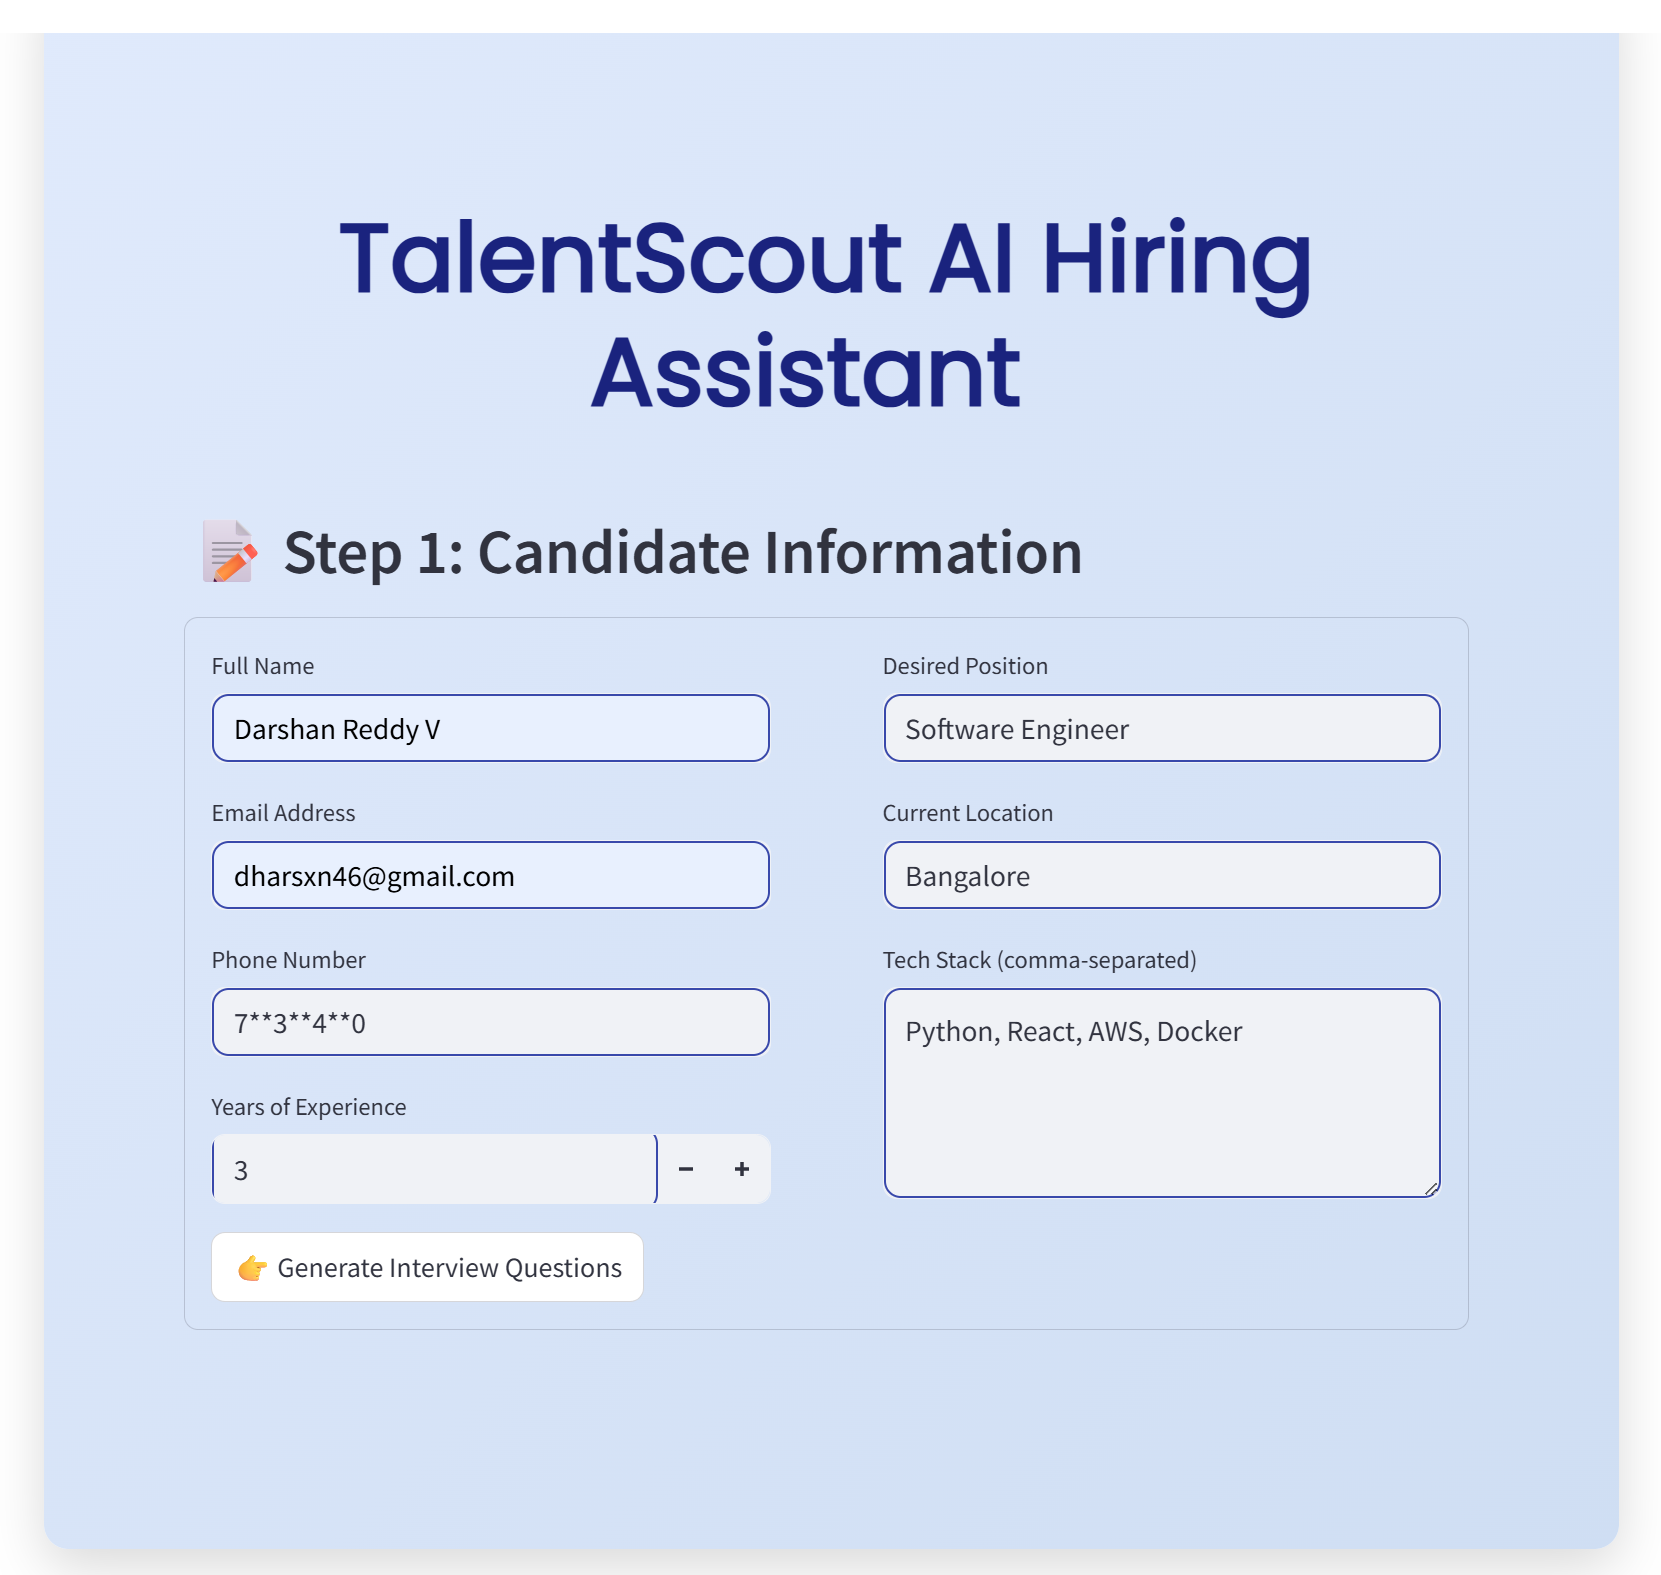 TalentScout AI Hiring
Assistant
Step 1: Candidate Information
Full Name
Darshan Reddy V
Email Address
dharsxn46@gmail.com
Phone Number
7**3**4**0
Years of Experience
3
Desired Position
Software Engineer
Current Location
Bangalore
Tech Stack (comma-separated)
Python, React, AWS, Docker
👉 Generate Interview Questions